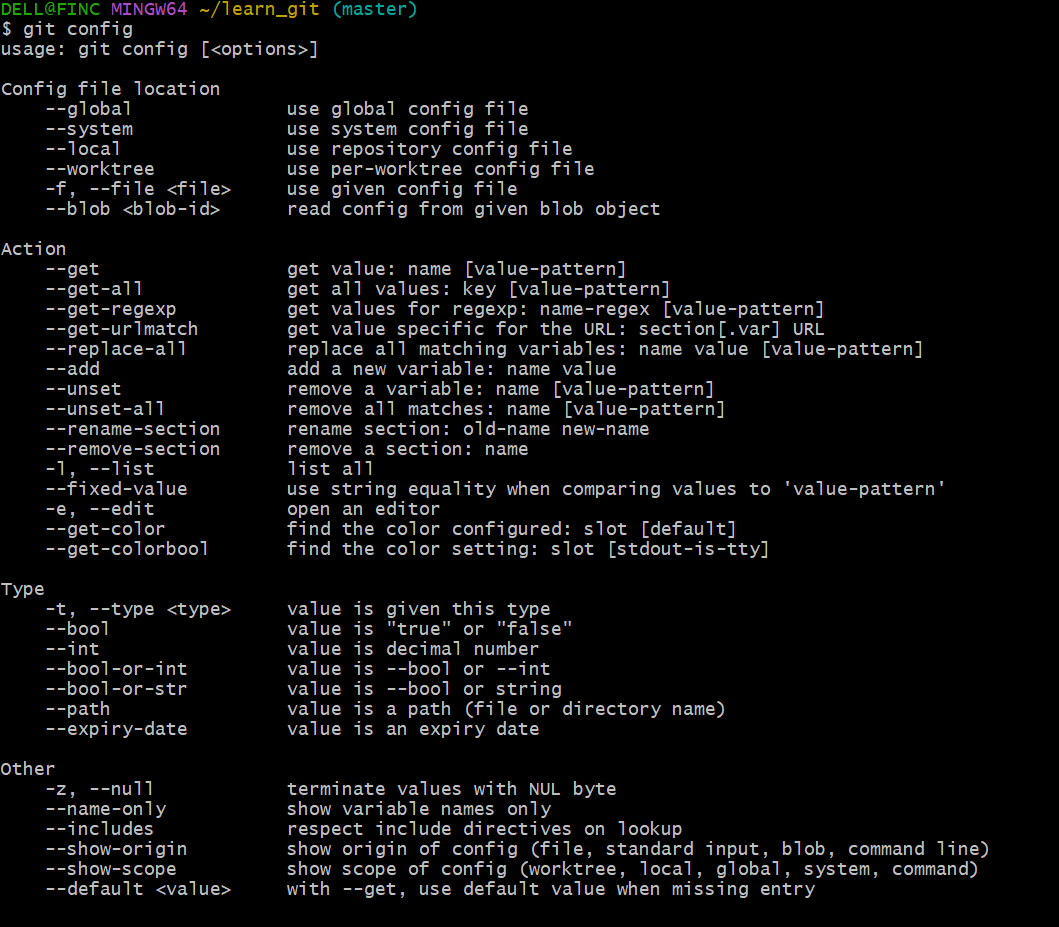 DELL@FINC MINGW64 ~/learn_git (master)
$ git config
usage: git config [<options>]

Config file location
    --global              use global config file
    --system              use system config file
    --local               use repository config file
    --worktree            use per-worktree config file
    -f, --file <file>     use given config file
    --blob <blob-id>      read config from given blob object

Action
    --get                 get value: name [value-pattern]
    --get-all             get all values: key [value-pattern]
    --get-regexp          get values for regexp: name-regex [value-pattern]
    --get-urlmatch        get value specific for the URL: section[.var] URL
    --replace-all         replace all matching variables: name value [value-pattern]
    --add                 add a new variable: name value
    --unset               remove a variable: name [value-pattern]
    --unset-all           remove all matches: name [value-pattern]
    --rename-section      rename section: old-name new-name
    --remove-section      remove a section: name
    -l, --list            list all
    --fixed-value         use string equality when comparing values to 'value-pattern'
    -e, --edit            open an editor
    --get-color           find the color configured: slot [default]
    --get-colorbool       find the color setting: slot [stdout-is-tty]

Type
    -t, --type <type>     value is given this type
    --bool                value is "true" or "false"
    --int                 value is decimal number
    --bool-or-int         value is --bool or --int
    --bool-or-str         value is --bool or string
    --path                value is a path (file or directory name)
    --expiry-date         value is an expiry date

Other
    -z, --null            terminate values with NUL byte
    --name-only           show variable names only
    --includes            respect include directives on lookup
    --show-origin         show origin of config (file, standard input, blob, command line)
    --show-scope          show scope of config (worktree, local, global, system, command)
    --default <value>     with --get, use default value when missing entry